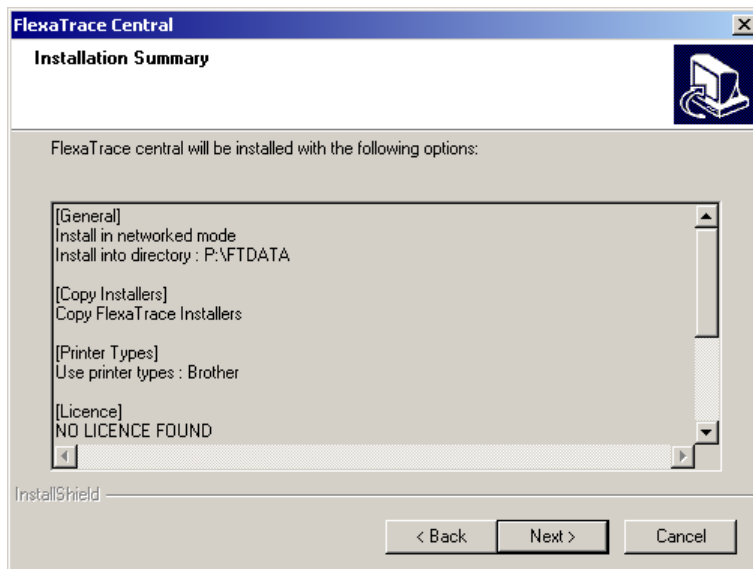 FlexaTrace Central
Installation Summary
FlexaTrace central will be installed with the following options:
[General]
Install in networked mode
Install into directory : P:\FTDATA
[Copy Installers]
Copy FlexaTrace Installers
[Printer Types]
Use printer types : Brother
[Licence]
NO LICENCE FOUND
InstallShield
< Back
Next >
Cancel